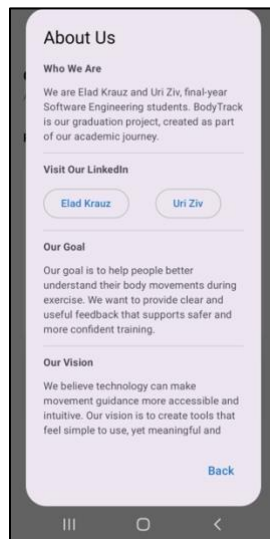 About Us
Who We Are
We are Elad Krauz and Uri Ziv, final-year
Software Engineering students. BodyTrack
is our graduation project, created as part
of our academic journey.
Visit Our LinkedIn
Elad Krauz
Uri Ziv
Our Goal
Our goal is to help people better
understand their body movements during
exercise. We want to provide clear and
useful feedback that supports safer and
more confident training.
Our Vision
We believe technology can make
movement guidance more accessible and
intuitive. Our vision is to create tools that
feel simple to use, yet meaningful and
Back